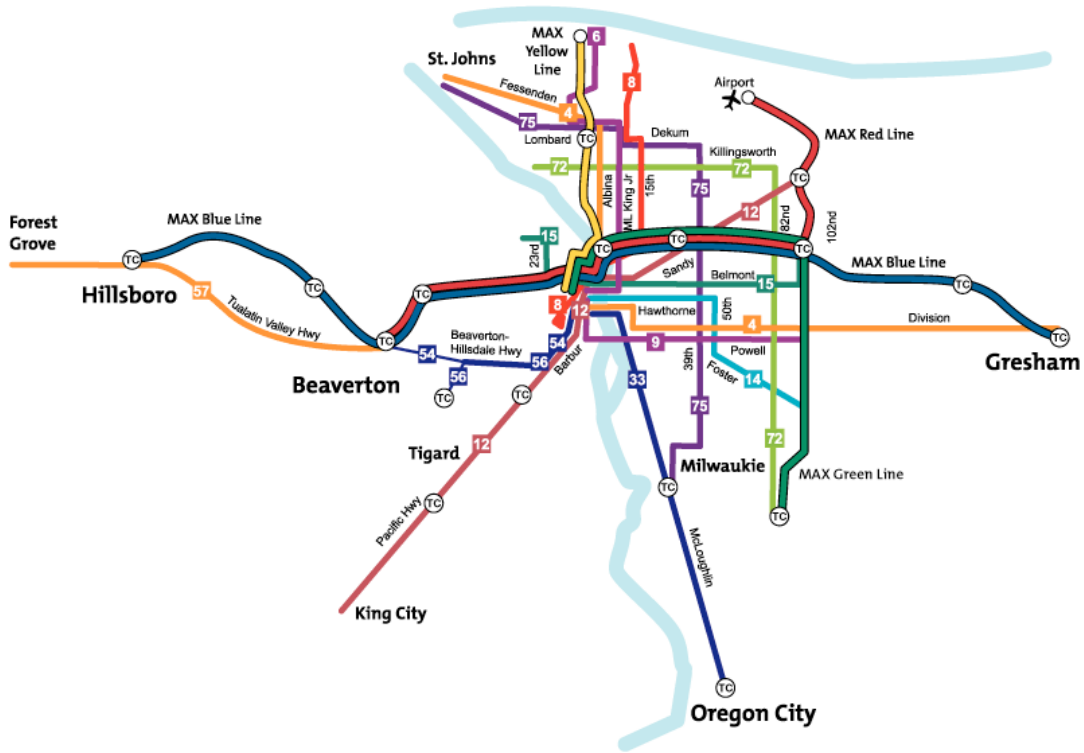 MAX
Yellow
Line
6
St. Johns
8
Fessenden
Airport
4
75
Lombard
TC
Dekum
MAX Red Line
Killingsworth
72
72
TC
Albina
ML King Jr
15th
75
12
82nd
102nd
Forest
Grove
MAX Blue Line
15
23rd
TC
TC
TC
TC
Sandy
MAX Blue Line
Hillsboro
57
TC
TC
Belmont
15
TC
Tualatin Valley Hwy
8
12
Hawthorne
50th
4
Division
TC
Beaverton-
Hillsdale Hwy
54
54
56
56
TC
Barbur
9
Powell
39th
Foster
14
Gresham
Beaverton
TC
TC
33
75
Tigard
12
72
Milwaukie
MAX Green Line
TC
TC
TC
Pacific Hwy
McLoughlin
King City
TC
Oregon City